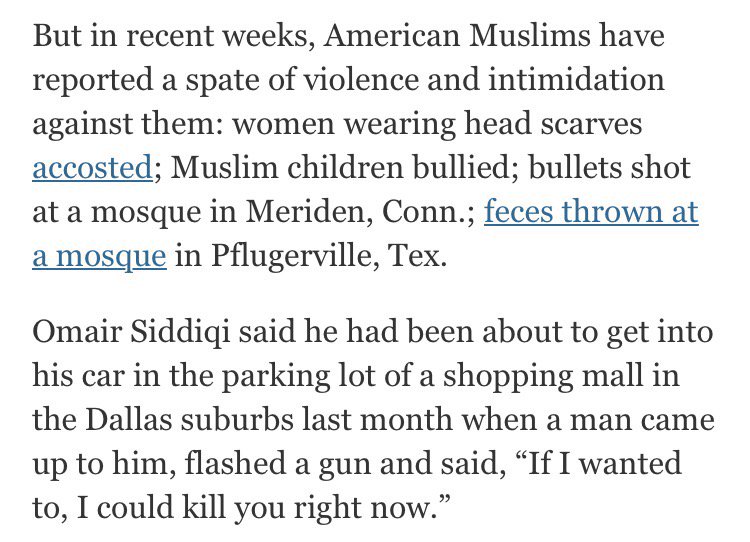 But in recent weeks, American Muslims have
reported a spate of violence and intimidation
against them: women wearing head scarves
accosted; Muslim children bullied; bullets shot
at a mosque in Meriden, Conn.; feces thrown at
a mosque in Pflugerville, Tex.
Omair Siddiqi said he had been about to get into
his car in the parking lot of a shopping mall in
the Dallas suburbs last month when a man came
up to him, flashed a gun and said, “If I wanted
to, I could kill you right now.”